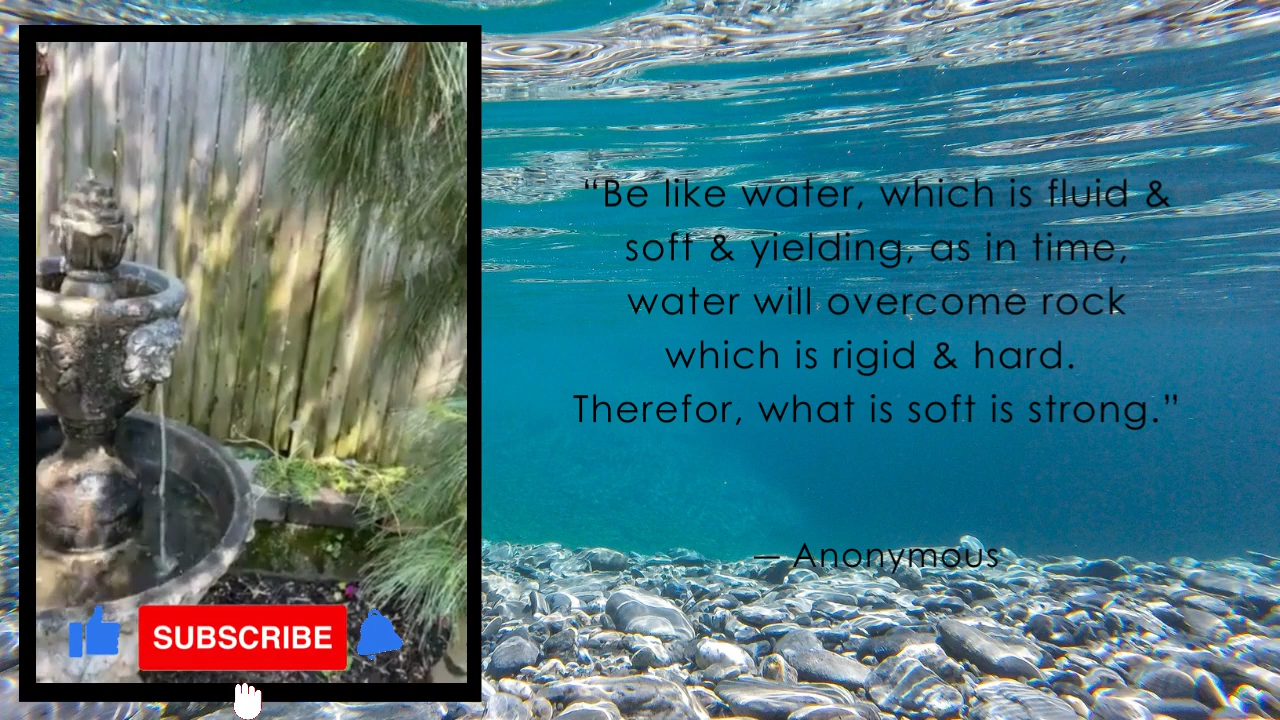 “Be like water, which is fluid &
soft & yielding, as in time,
water will overcome rock
which is rigid & hard.
Therefor, what is soft is strong.”
— Anonymous
SUBSCRIBE